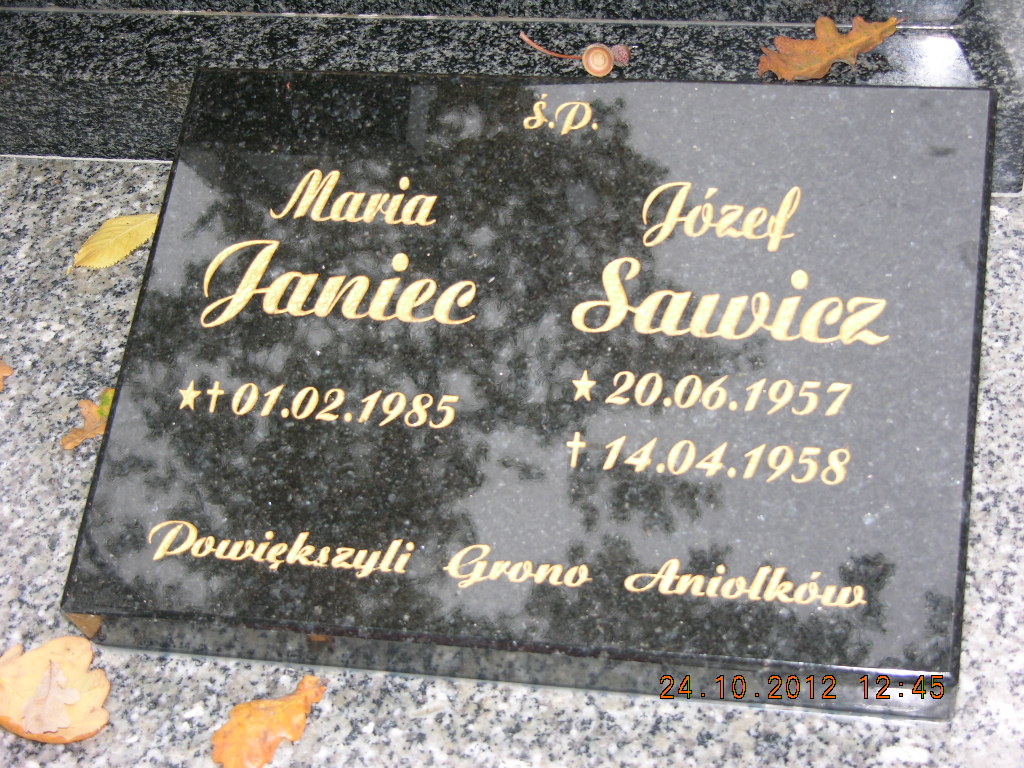 Ś.P.
Maria
Janiec
★✝01.02.1985
Józef
Sawicz
★ 20.06.1957
✝ 14.04.1958
Powiększyli Grono Aniołków
24.10.2012 12:45